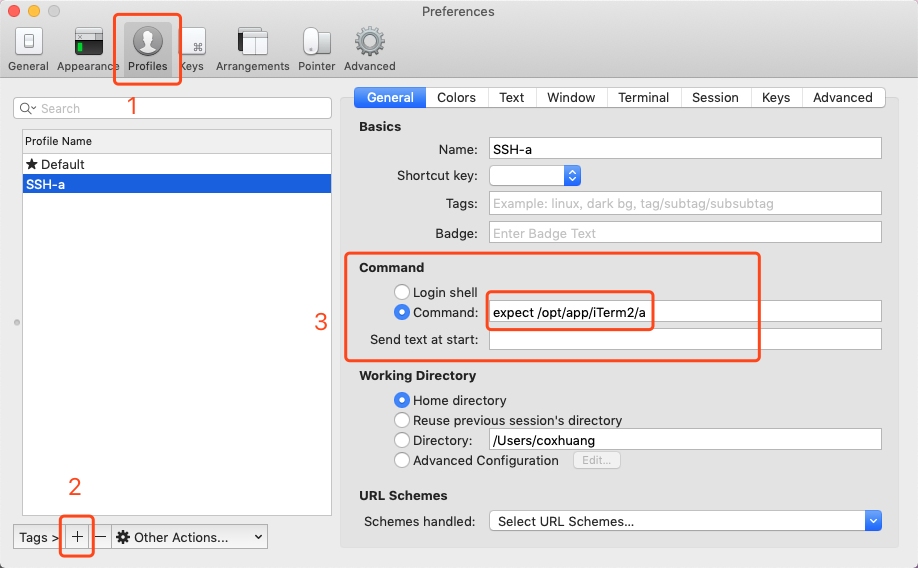 Preferences
General Appearance Profiles Keys Arrangements Pointer Advanced
1
Search
General Colors Text Window Terminal Session Keys Advanced
Profile Name
Default
SSH-a
Basics
Name: SSH-a
Shortcut key:
Tags: Example: linux, dark bg, tag/subtag/subsubtag
Badge: Enter Badge Text
Command
Login shell
3
Command: expect /opt/app/iTerm2/a
Send text at start:
Working Directory
Home directory
Reuse previous session's directory
Directory: /Users/coxhuang
Advanced Configuration Edit...
URL Schemes
Schemes handled: Select URL Schemes...
2
Tags > + − Other Actions...